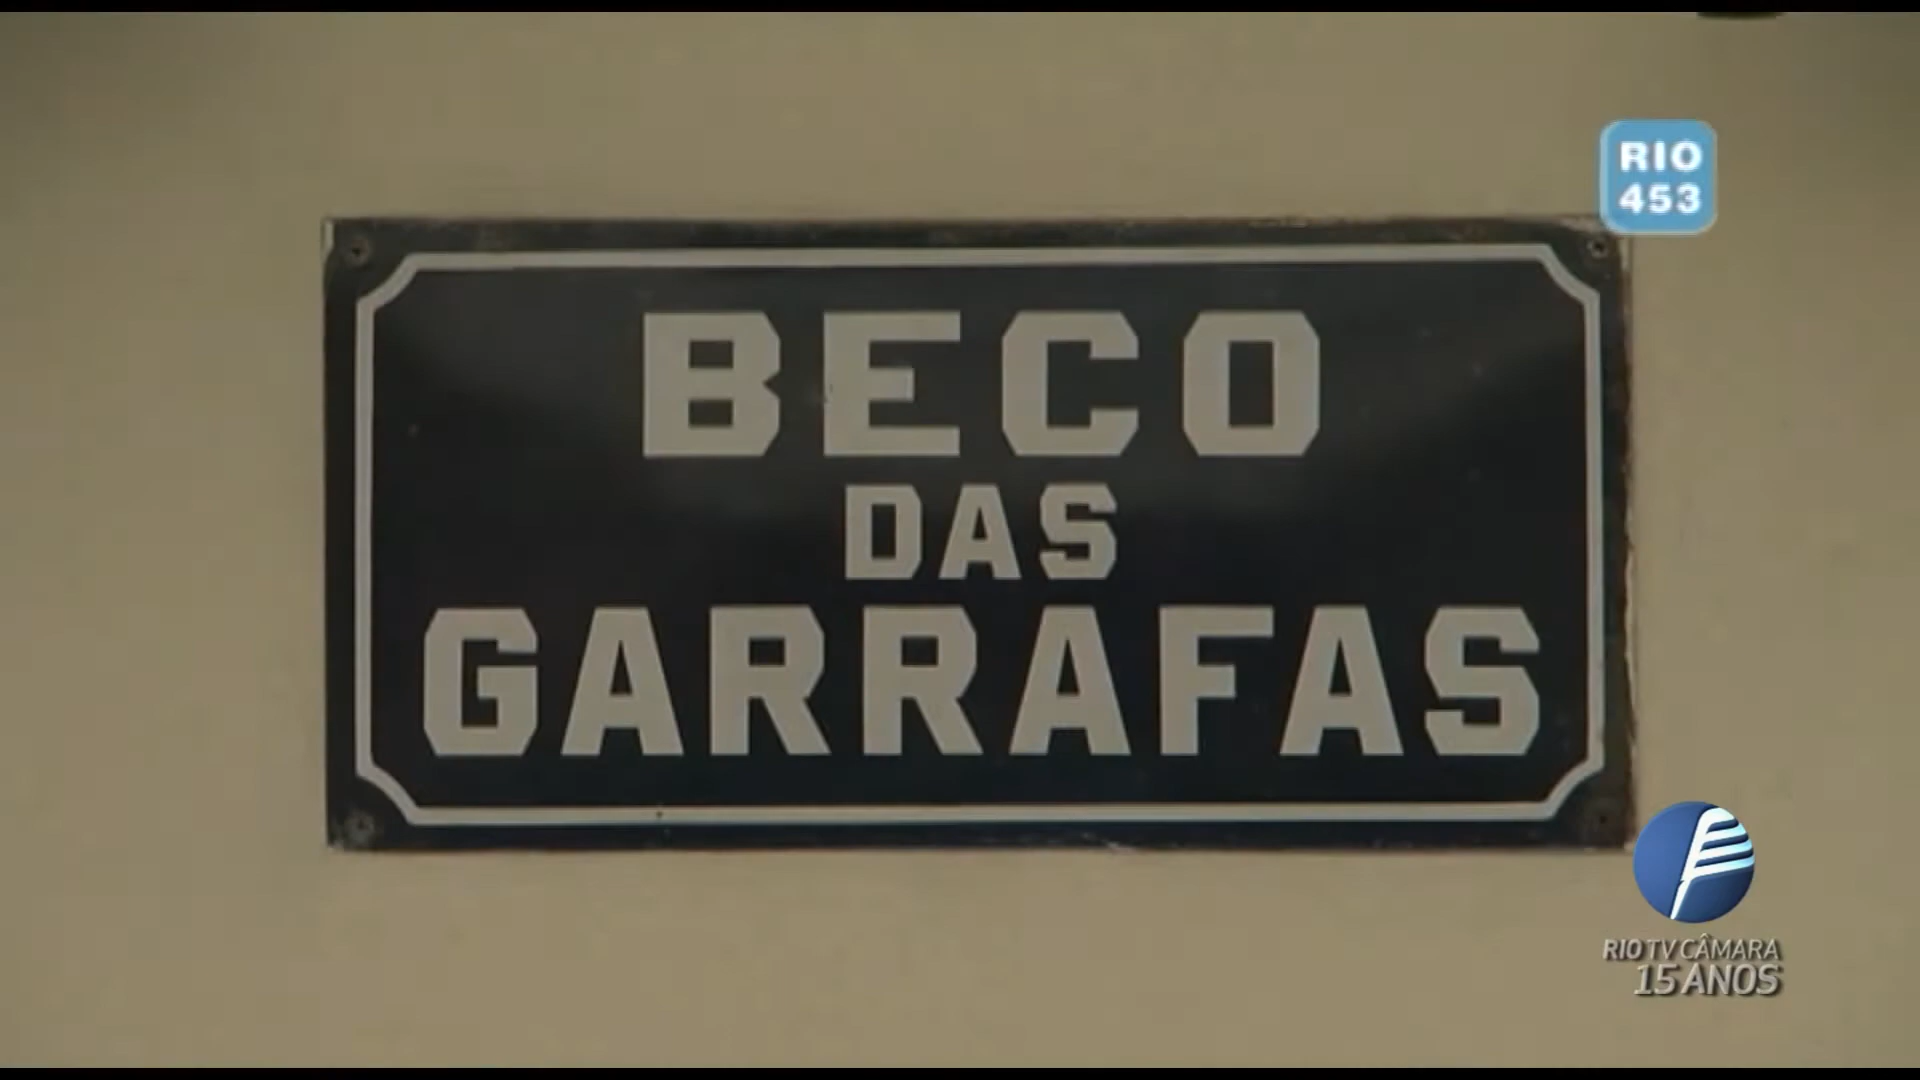 RIO
453
BECO
DAS
GARRAFAS
RIO TV CÂMARA
15 ANOS